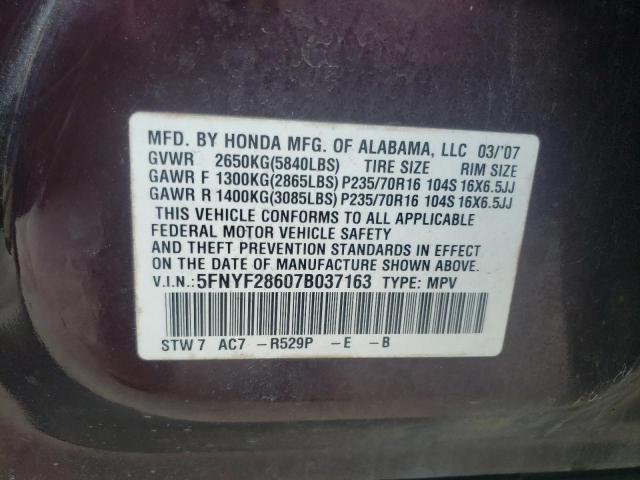 MFD. BY HONDA MFG. OF ALABAMA, LLC 03/'07
GVWR 2650KG(5840LBS) TIRE SIZE RIM SIZE
GAWR F 1300KG(2865LBS) P235/70R16 104S 16X6.5JJ
GAWR R 1400KG(3085LBS) P235/70R16 104S 16X6.5JJ
THIS VEHICLE CONFORMS TO ALL APPLICABLE
FEDERAL MOTOR VEHICLE SAFETY
AND THEFT PREVENTION STANDARDS IN EFFECT
ON THE DATE OF MANUFACTURE SHOWN ABOVE.
V.I.N.:5FNYF28607B037163 TYPE: MPV
STW7 AC7 -R529P -E -B